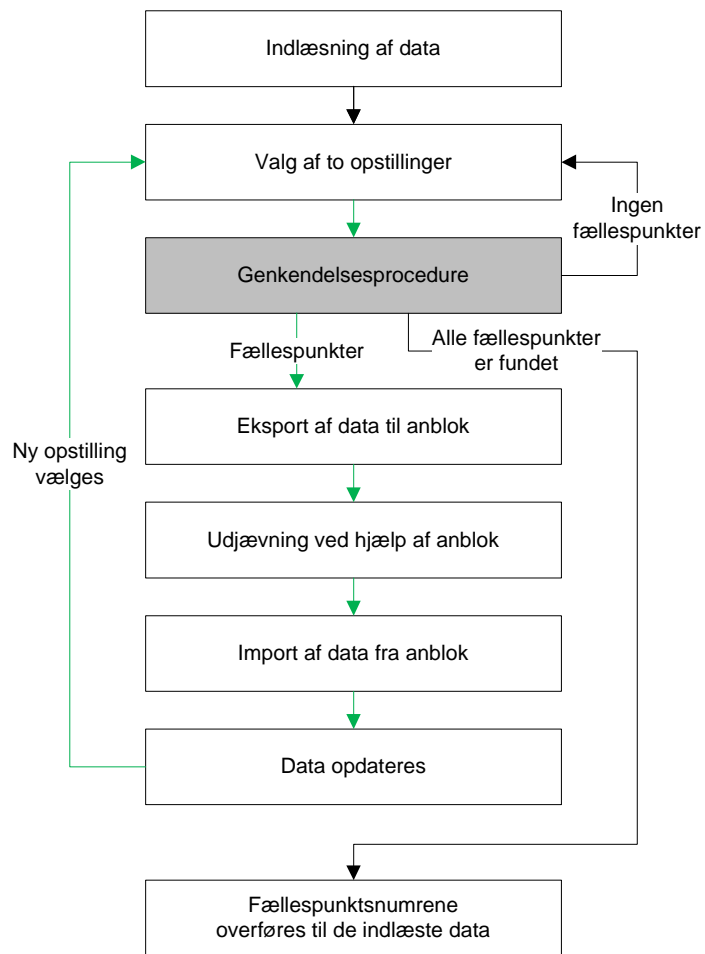 Indlæsning af data
Valg af to opstillinger
Ingen
fællespunkter
Genkendelsesprocedure
Fællespunkter
Alle fællespunkter
er fundet
Eksport af data til anblok
Ny opstilling
vælges
Udjævning ved hjælp af anblok
Import af data fra anblok
Data opdateres
Fællespunktsnumrene
overføres til de indlæste data